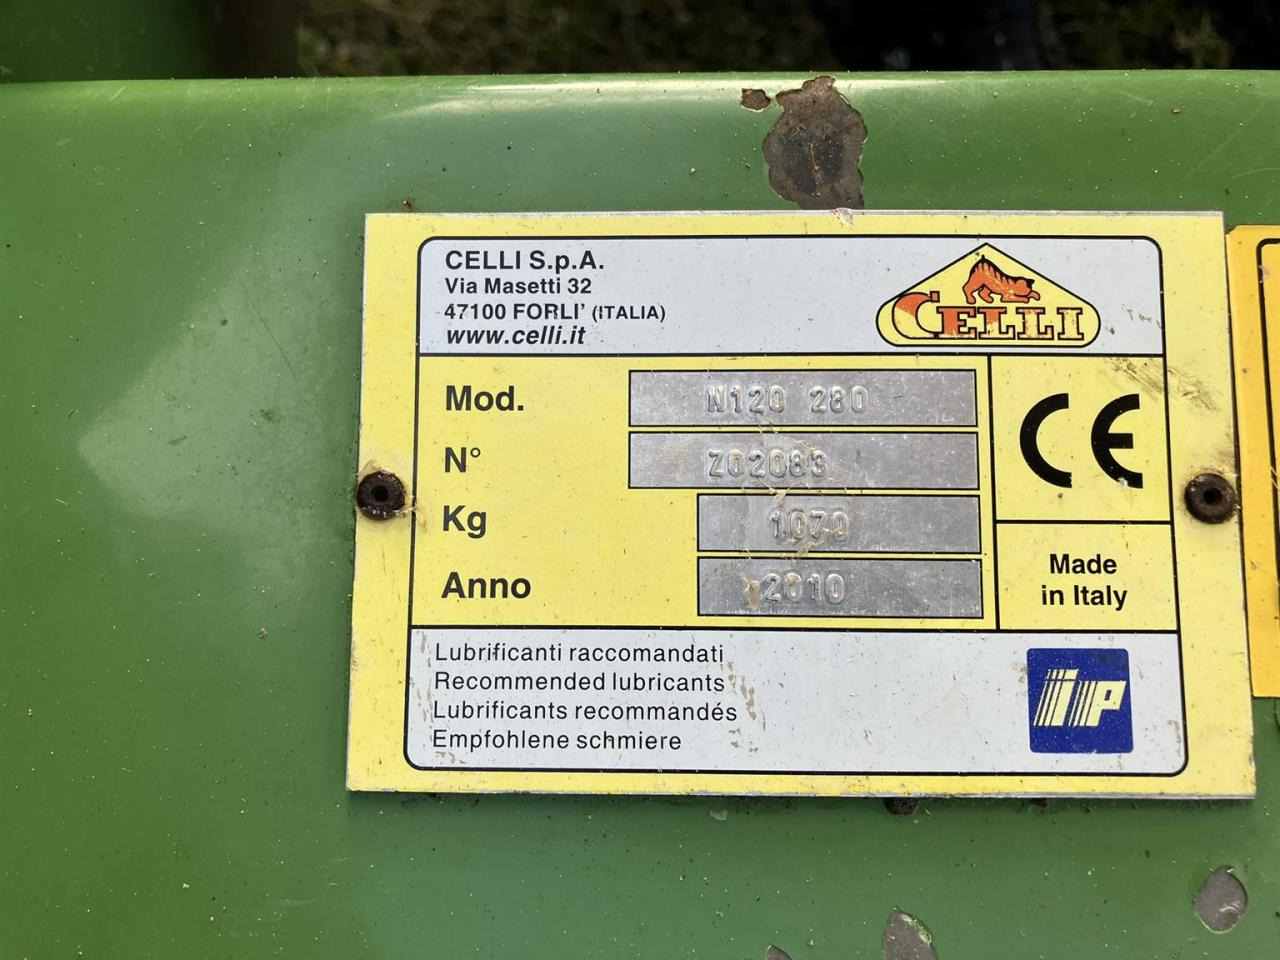 CELLI S.p.A.
Via Masetti 32
47100 FORLI' (ITALIA)
www.celli.it
CELLI
Mod. N120 280
N° Z02083
Kg 1070
Anno 2010
CE
Made
in Italy
Lubrificanti raccomandati
Recommended lubricants
Lubrificants recommandés
Empfohlene schmiere
ip